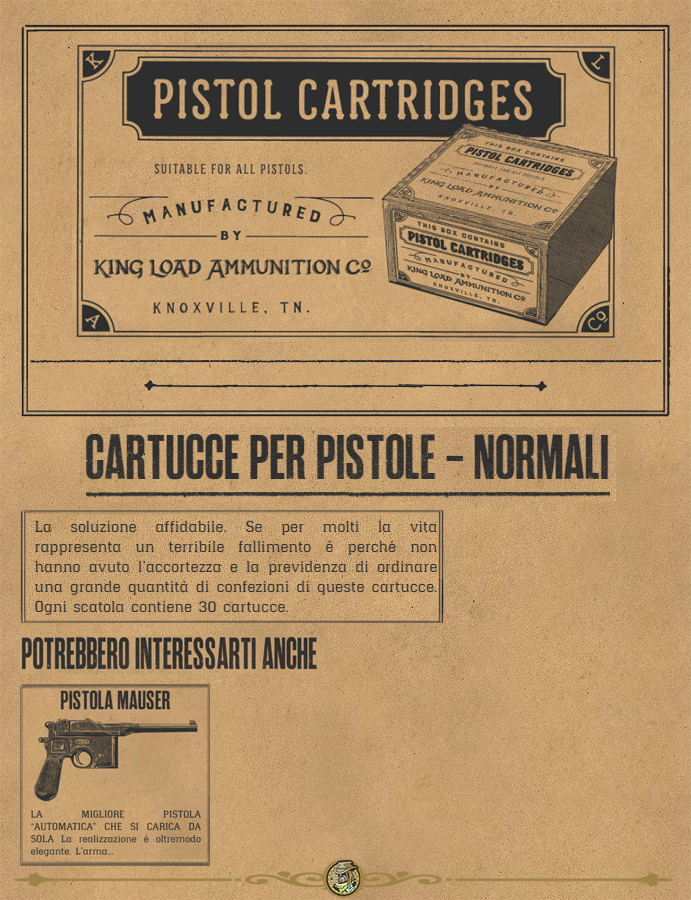 K
L
PISTOL CARTRIDGES
SUITABLE FOR ALL PISTOLS.
MANUFACTURED
BY
KING LOAD AMMUNITION Co
KNOXVILLE, TN.
A
Co
THIS BOX CONTAINS
PISTOL CARTRIDGES
SUITABLE FOR ALL PISTOLS
MANUFACTURED
BY
KING LOAD AMMUNITION Co
KNOXVILLE, TN.
THIS BOX CONTAINS
PISTOL CARTRIDGES
MANUFACTURED
BY
KING LOAD AMMUNITION Co
KNOXVILLE, TN.
CARTUCCE PER PISTOLE – NORMALI
La soluzione affidabile. Se per molti la vita
rappresenta un terribile fallimento è perché non
hanno avuto l'accortezza e la previdenza di ordinare
una grande quantità di confezioni di queste cartucce.
Ogni scatola contiene 30 cartucce.
POTREBBERO INTERESSARTI ANCHE
PISTOLA MAUSER
LA MIGLIORE PISTOLA
“AUTOMATICA” CHE SI CARICA DA
SOLA La realizzazione è oltremodo
elegante. L'arma...